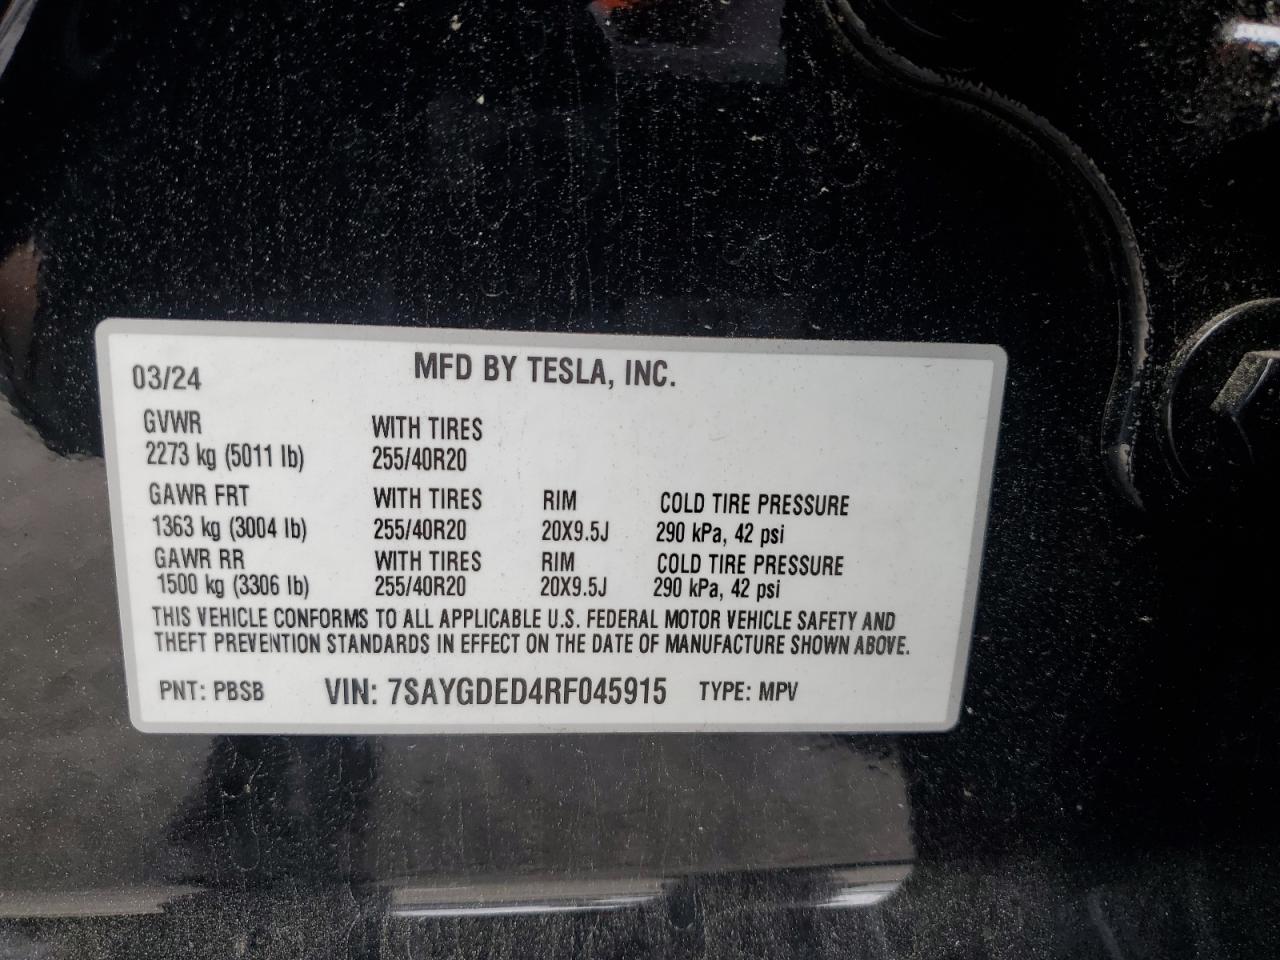 03/24 MFD BY TESLA, INC.
GVWR WITH TIRES
2273 kg (5011 lb) 255/40R20
GAWR FRT WITH TIRES RIM COLD TIRE PRESSURE
1363 kg (3004 lb) 255/40R20 20X9.5J 290 kPa, 42 psi
GAWR RR WITH TIRES RIM COLD TIRE PRESSURE
1500 kg (3306 lb) 255/40R20 20X9.5J 290 kPa, 42 psi
THIS VEHICLE CONFORMS TO ALL APPLICABLE U.S. FEDERAL MOTOR VEHICLE SAFETY AND
THEFT PREVENTION STANDARDS IN EFFECT ON THE DATE OF MANUFACTURE SHOWN ABOVE.
PNT: PBSB VIN: 7SAYGDED4RF045915 TYPE: MPV